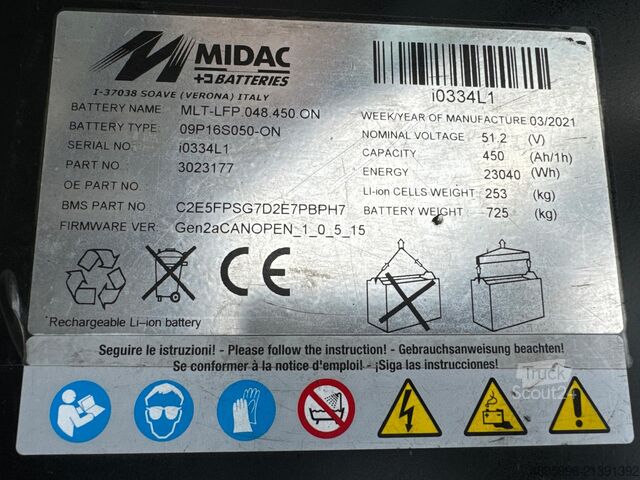 MIDAC
BATTERIES
I-37038 SOAVE (VERONA) ITALY
i0334L1
BATTERY NAME: MLT-LFP.048.450.ON
BATTERY TYPE: 09P16S050-ON
SERIAL NO: i0334L1
PART NO: 3023177
OE PART NO:
BMS PART NO: C2E5FPSG7D2E7PBPH7
FIRMWARE VER: Gen2aCANOPEN_1_0_5_15
WEEK/YEAR OF MANUFACTURE 03/2021
NOMINAL VOLTAGE 51.2 (V)
CAPACITY 450 (Ah/1h)
ENERGY 23040 (Wh)
LI-ion CELLS WEIGHT 253 (kg)
BATTERY WEIGHT 725 (kg)
CE
*Rechargeable Li-ion battery
Seguire le istruzioni! - Please follow the instruction! - Gebrauchsanweisung beachten!
Se conformer à la notice d'emploi! - ¡Siga las instrucciones!
Truck
Scout24